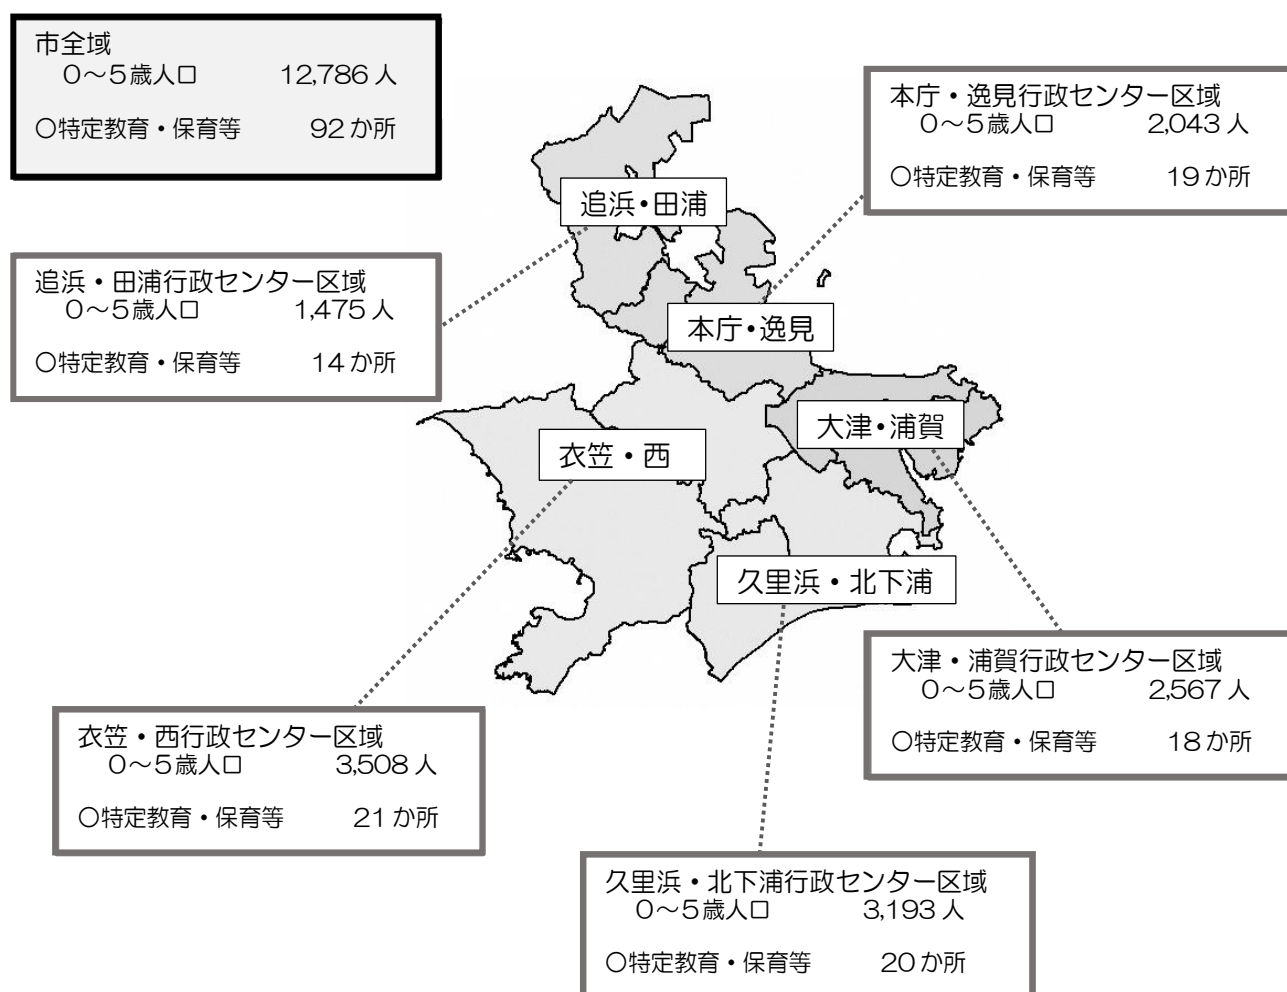 市全域
0～5歳人口 12,786人
○特定教育・保育等 92か所
本庁・逸見行政センター区域
0～5歳人口 2,043人
○特定教育・保育等 19か所
追浜・田浦
追浜・田浦行政センター区域
0～5歳人口 1,475人
○特定教育・保育等 14か所
本庁・逸見
大津・浦賀
衣笠・西
久里浜・北下浦
大津・浦賀行政センター区域
0～5歳人口 2,567人
○特定教育・保育等 18か所
衣笠・西行政センター区域
0～5歳人口 3,508人
○特定教育・保育等 21か所
久里浜・北下浦行政センター区域
0～5歳人口 3,193人
○特定教育・保育等 20か所